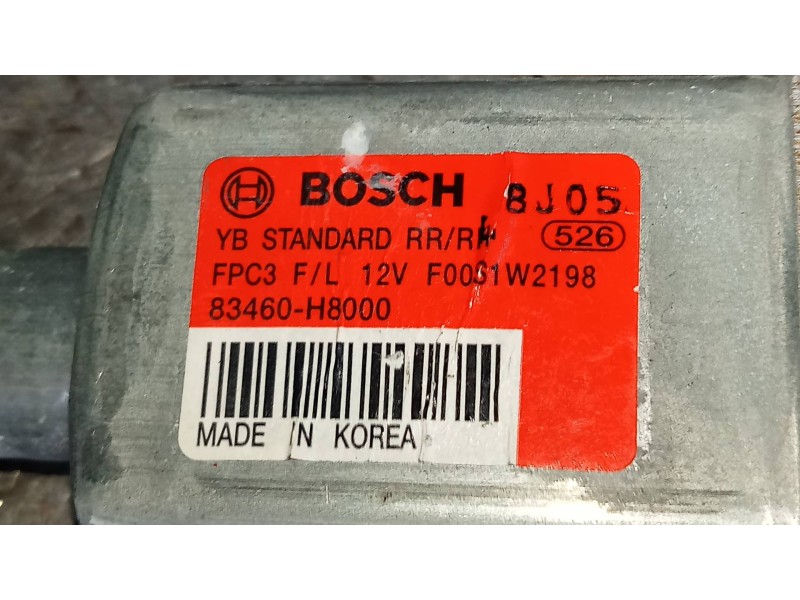 BOSCH 8J05
YB STANDARD RR/RH 526
FPC3 F/L 12V F00S1W2198
83460-H8000
MADE IN KOREA